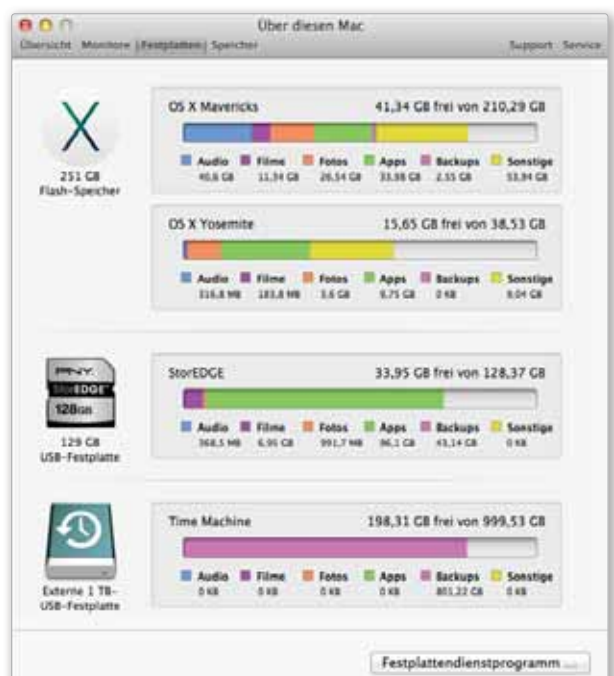 Über diesen Mac
Übersicht Monitore Festplatten Speicher Support Service
OS X Mavericks 41,34 GB frei von 210,29 GB
Audio Filme Fotos Apps Backups Sonstige
40,6 GB 11,34 GB 26,54 GB 33,98 GB 2,55 GB 53,94 GB
251 GB
Flash-Speicher
OS X Yosemite 15,65 GB frei von 38,53 GB
Audio Filme Fotos Apps Backups Sonstige
316,8 MB 183,8 MB 3,6 GB 9,75 GB 0 KB 9,04 GB
PNY
StorEDGE
128GB
129 GB
USB-Festplatte
StorEDGE 33,95 GB frei von 128,37 GB
Audio Filme Fotos Apps Backups Sonstige
368,5 MB 6,95 GB 991,7 MB 96,1 GB 43,14 GB 0 KB
Time Machine 198,31 GB frei von 999,53 GB
Audio Filme Fotos Apps Backups Sonstige
0 KB 0 KB 0 KB 0 KB 801,22 GB 0 KB
Externe 1 TB-
USB-Festplatte
Festplattendienstprogramm ...